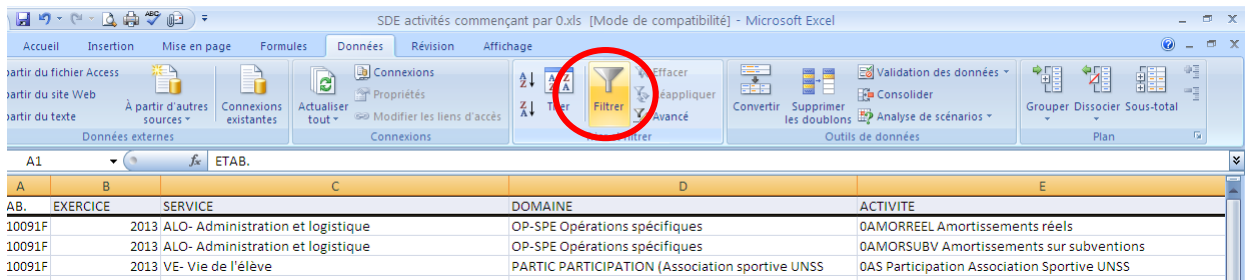 SDE activités commençant par 0.xls [Mode de compatibilité] - Microsoft Excel
Accueil Insertion Mise en page Formules Données Révision Affichage
partir du fichier Access
partir du site Web
partir du texte
À partir d'autres sources
Connexions existantes
Données externes
Actualiser tout
Connexions
Propriétés
Modifier les liens d'accès
Connexions
Trier
Filtrer
Effacer
Réappliquer
Avancé
filtrer
Convertir
Supprimer les doublons
Validation des données
Consolider
Analyse de scénarios
Outils de données
Grouper Dissocier Sous-total
Plan
A1 fx ETAB.
A B C D E
AB. EXERCICE SERVICE DOMAINE ACTIVITE
10091F 2013 ALO- Administration et logistique OP-SPE Opérations spécifiques 0AMORREEL Amortissements réels
10091F 2013 ALO- Administration et logistique OP-SPE Opérations spécifiques 0AMORSUBV Amortissements sur subventions
10091F 2013 VE- Vie de l'élève PARTIC PARTICIPATION (Association sportive UNSS 0AS Participation Association Sportive UNSS